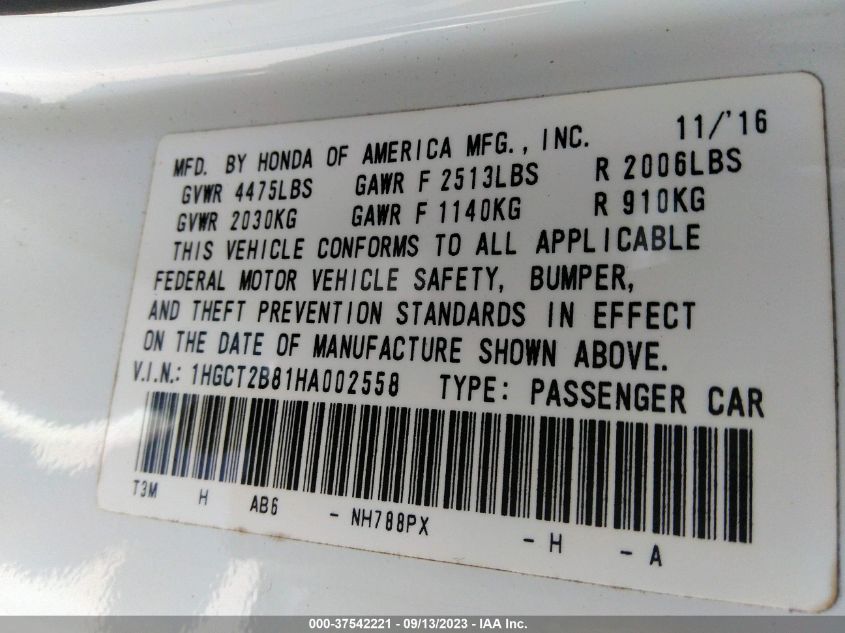 11/'16
MFD. BY HONDA OF AMERICA MFG., INC.
GVWR 4475LBS GAWR F 2513LBS R 2006LBS
GVWR 2030KG GAWR F 1140KG R 910KG
THIS VEHICLE CONFORMS TO ALL APPLICABLE
FEDERAL MOTOR VEHICLE SAFETY, BUMPER,
AND THEFT PREVENTION STANDARDS IN EFFECT
ON THE DATE OF MANUFACTURE SHOWN ABOVE.
V.I.N.: 1HGCT2B81HA002558 TYPE: PASSENGER CAR
T3M H AB6 - NH788PX - H - A
000-37542221 - 09/13/2023 - IAA Inc.